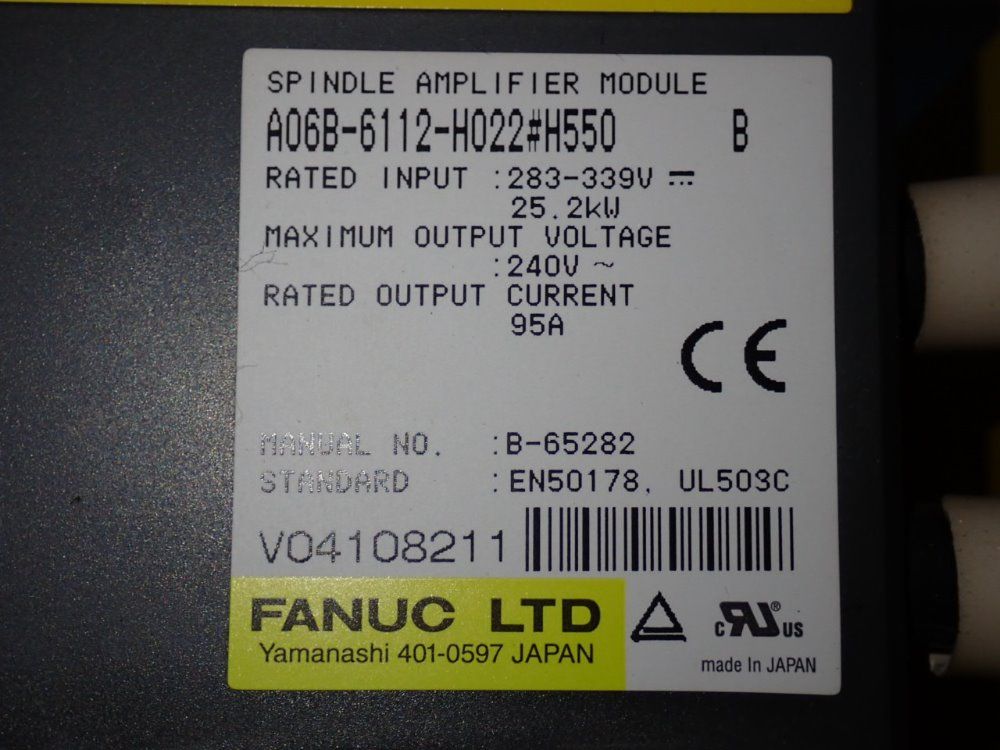 SPINDLE AMPLIFIER MODULE
A06B-6112-H022#H550 B
RATED INPUT :283-339V ⎓
25.2kW
MAXIMUM OUTPUT VOLTAGE
:240V ~
RATED OUTPUT CURRENT
95A
CE
MANUAL NO. :B-65282
STANDARD :EN50178, UL508C
V04108211
FANUC LTD
Yamanashi 401-0597 JAPAN
c RU ® US
made in JAPAN